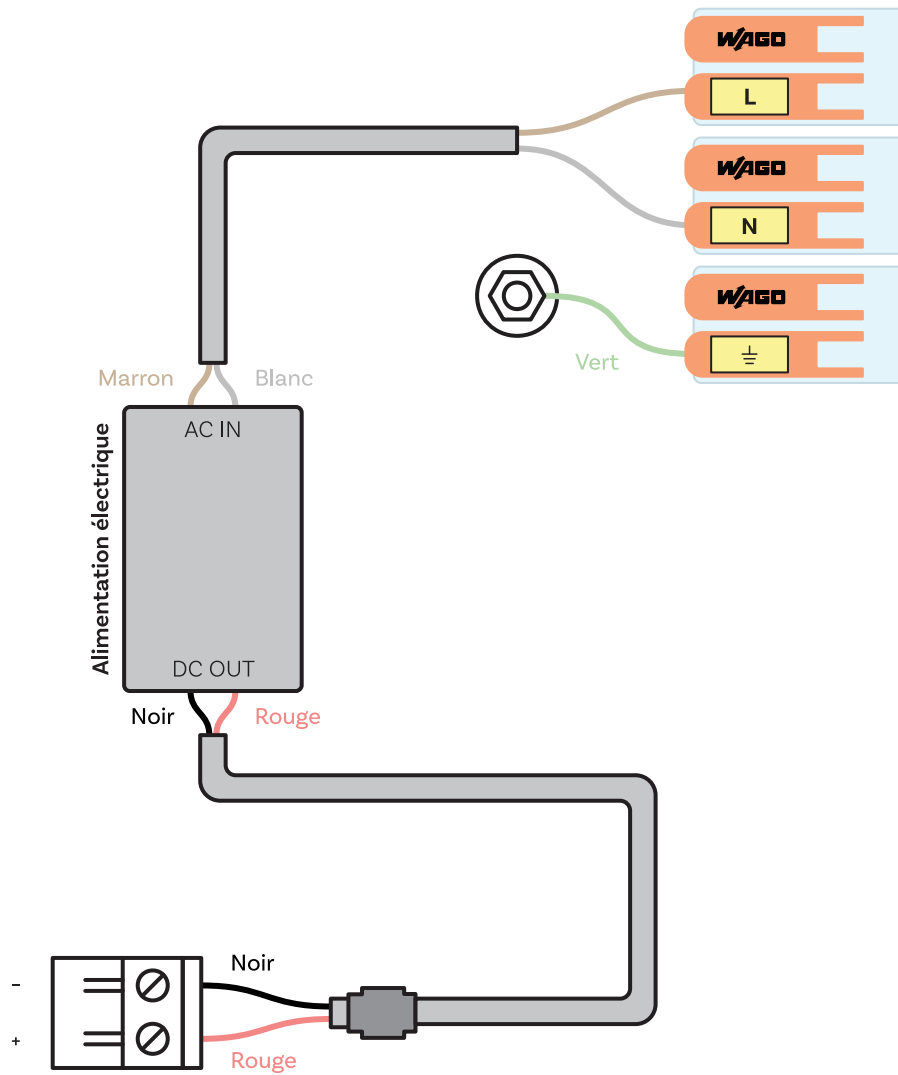 WAGO
L
WAGO
N
WAGO
Vert
Marron
Blanc
AC IN
Alimentation électrique
DC OUT
Noir
Rouge
Noir
-
+
Rouge